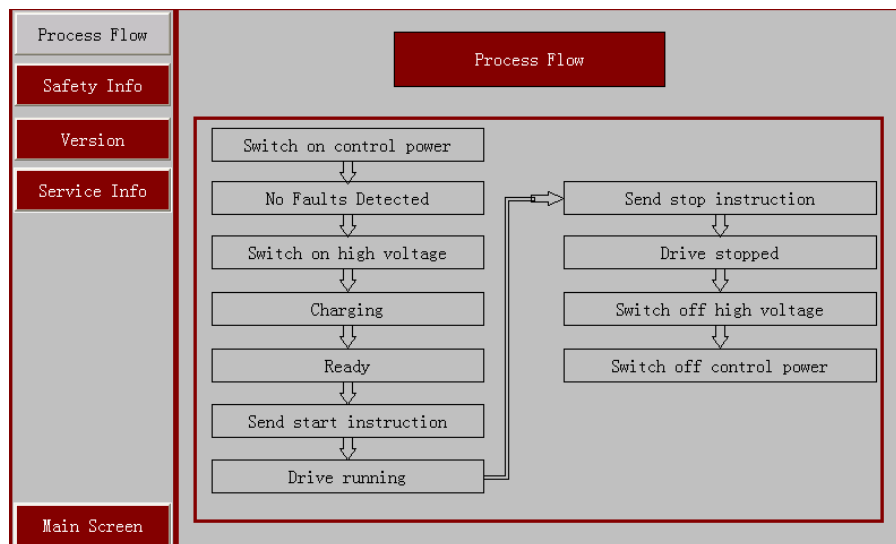 Process Flow
Safety Info
Version
Service Info
Main Screen
Process Flow
Switch on control power
No Faults Detected
Switch on high voltage
Charging
Ready
Send start instruction
Drive running
Send stop instruction
Drive stopped
Switch off high voltage
Switch off control power